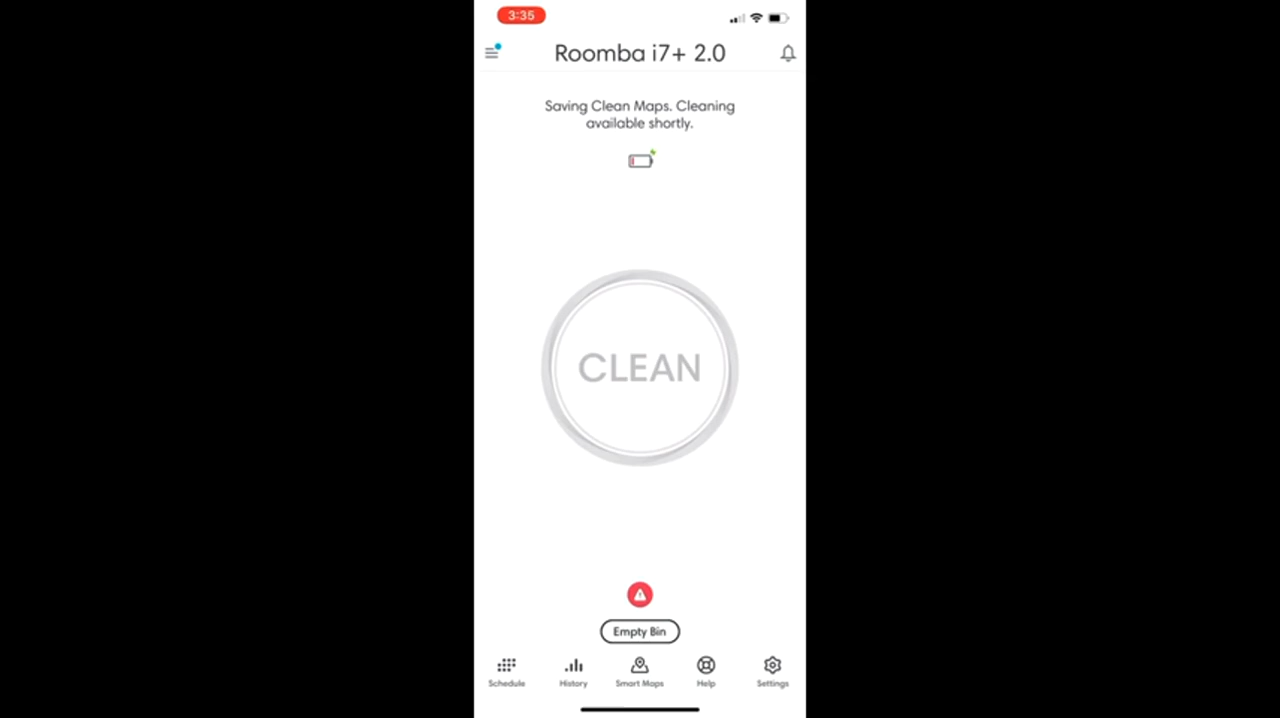 3:35
Roomba i7+ 2.0
Saving Clean Maps. Cleaning
available shortly.
CLEAN
Empty Bin
Schedule
History
Smart Maps
Help
Settings